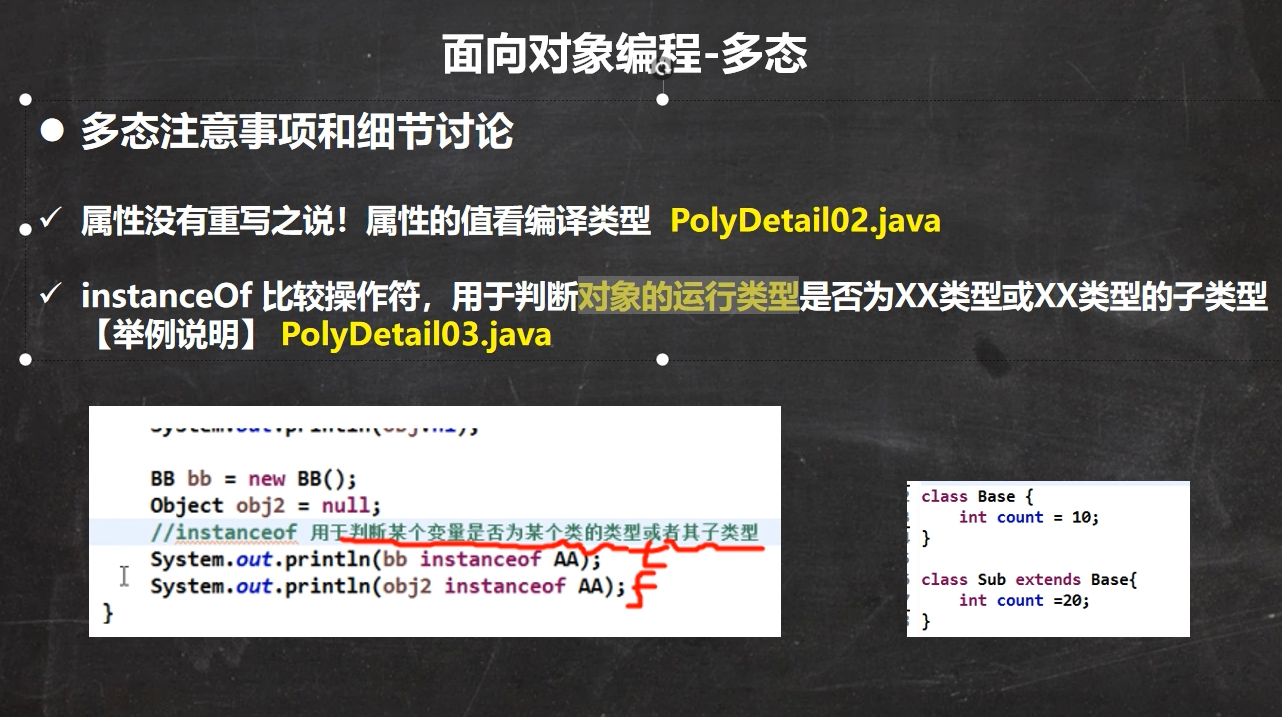 面向对象编程-多态
多态注意事项和细节讨论
属性没有重写之说！属性的值看编译类型 PolyDetail02.java
instanceOf 比较操作符，用于判断对象的运行类型是否为XX类型或XX类型的子类型
【举例说明】 PolyDetail03.java
BB bb = new BB();
Object obj2 = null;
//instanceof 用于判断某个变量是否为某个类的类型或者其子类型
System.out.println(bb instanceof AA);
System.out.println(obj2 instanceof AA);
}
class Base {
int count = 10;
}
class Sub extends Base{
int count =20;
}